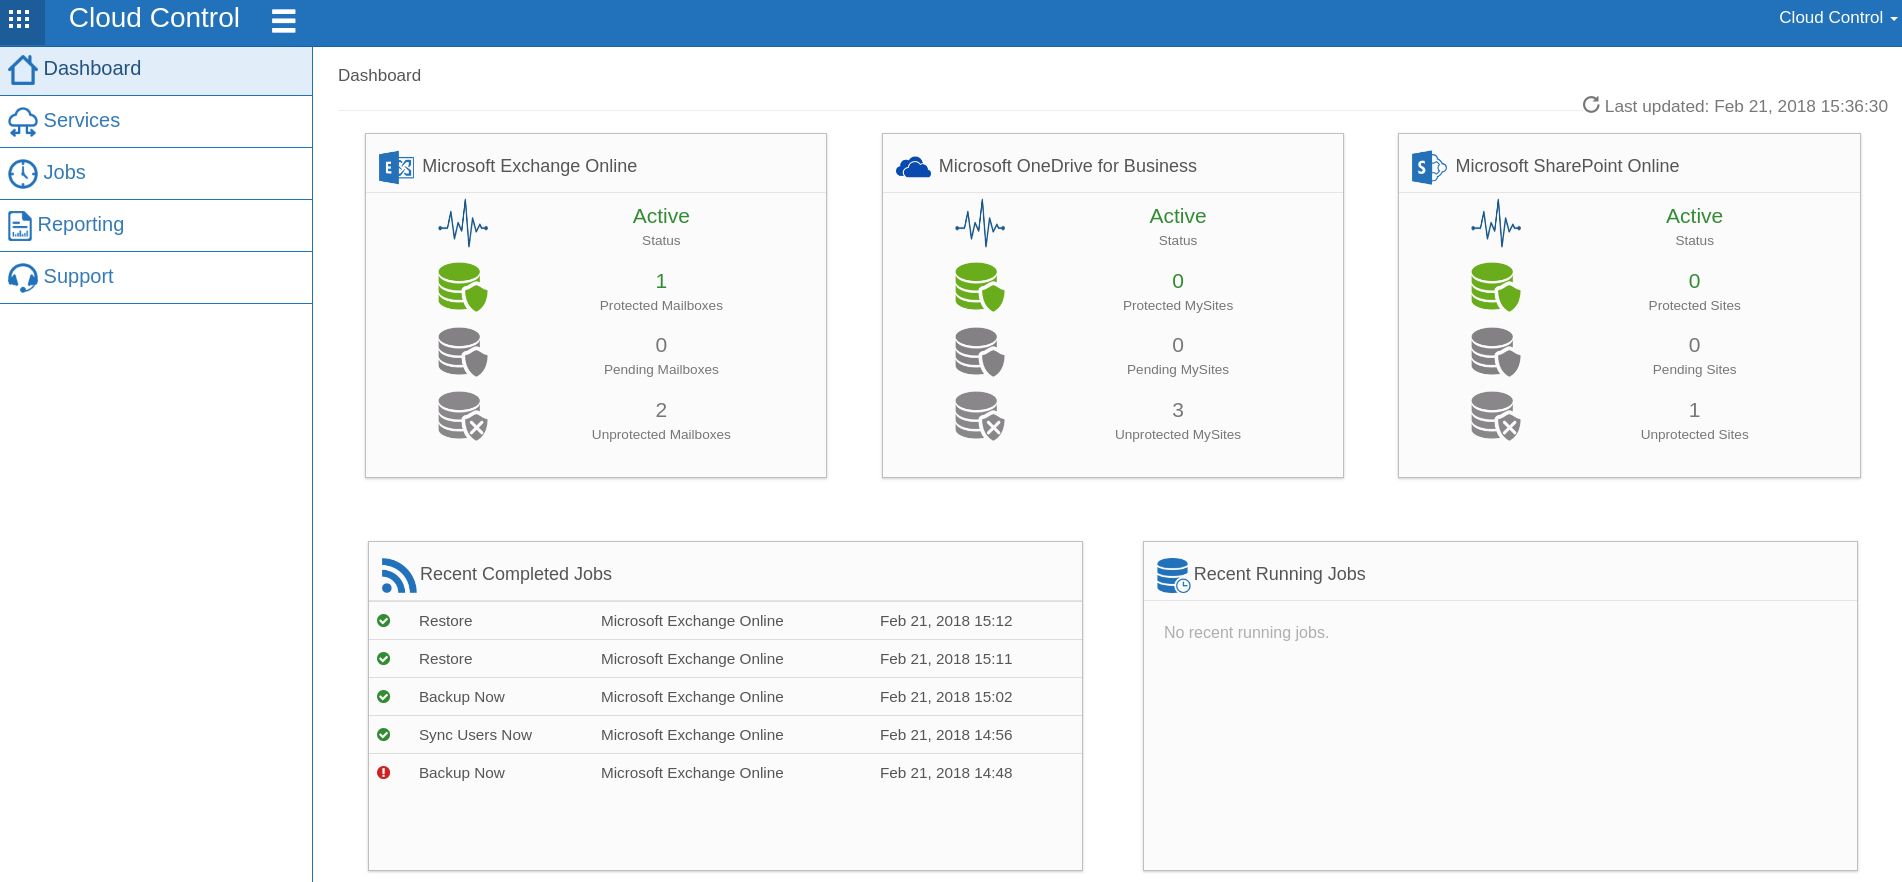 Cloud Control
Cloud Control
Dashboard
Services
Jobs
Reporting
Support
Dashboard
Last updated: Feb 21, 2018 15:36:30
Microsoft Exchange Online
Active
Status
1
Protected Mailboxes
0
Pending Mailboxes
2
Unprotected Mailboxes
Microsoft OneDrive for Business
Active
Status
0
Protected MySites
0
Pending MySites
3
Unprotected MySites
Microsoft SharePoint Online
Active
Status
0
Protected Sites
0
Pending Sites
1
Unprotected Sites
Recent Completed Jobs
Restore Microsoft Exchange Online Feb 21, 2018 15:12
Restore Microsoft Exchange Online Feb 21, 2018 15:11
Backup Now Microsoft Exchange Online Feb 21, 2018 15:02
Sync Users Now Microsoft Exchange Online Feb 21, 2018 14:56
Backup Now Microsoft Exchange Online Feb 21, 2018 14:48
Recent Running Jobs
No recent running jobs.